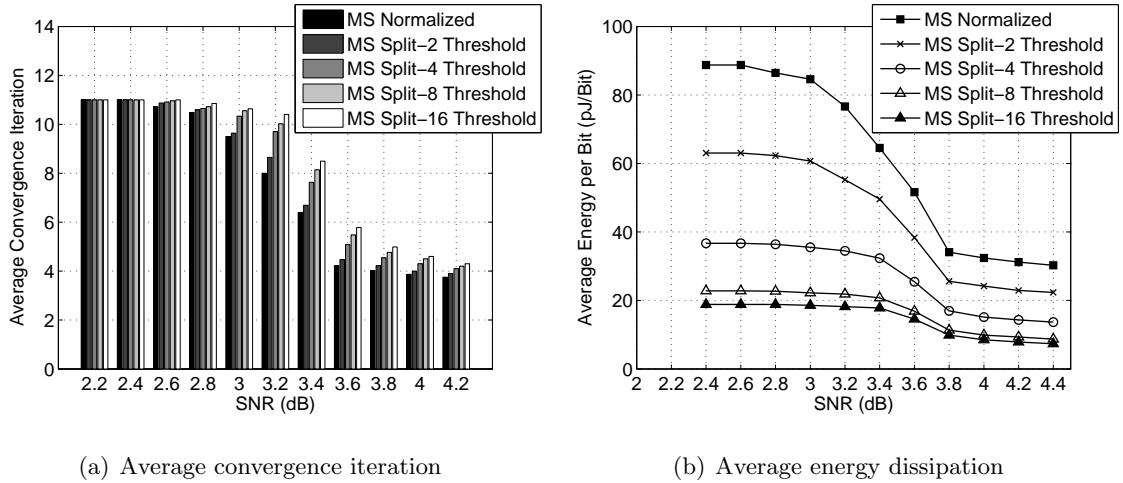 14
12
10
8
6
4
2
0
Average Convergence Iteration
2.2 2.4 2.6 2.8 3 3.2 3.4 3.6 3.8 4 4.2
SNR (dB)
MS Normalized
MS Split−2 Threshold
MS Split−4 Threshold
MS Split−8 Threshold
MS Split−16 Threshold
(a) Average convergence iteration
100
80
60
40
20
0
Average Energy per Bit (pJ/Bit)
2 2.2 2.4 2.6 2.8 3 3.2 3.4 3.6 3.8 4 4.2 4.4
SNR (dB)
MS Normalized
MS Split−2 Threshold
MS Split−4 Threshold
MS Split−8 Threshold
MS Split−16 Threshold
(b) Average energy dissipation